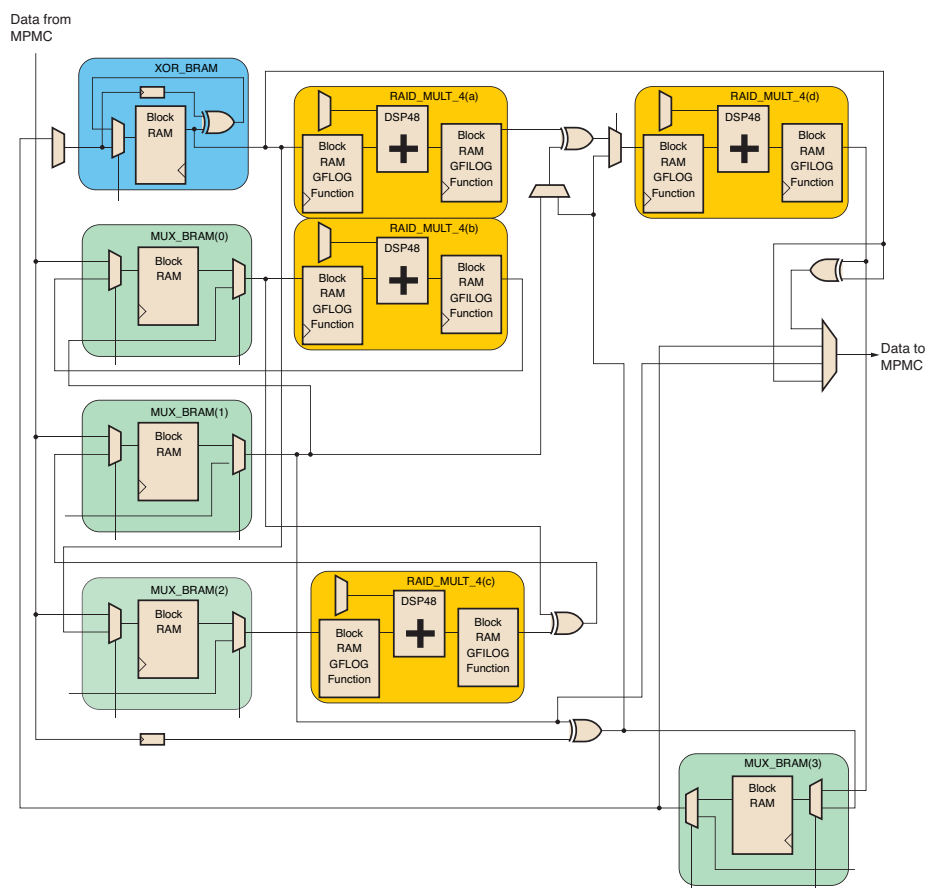 Data from
MPMC
XOR_BRAM
Block
RAM
RAID_MULT_4(a)
DSP48
Block
RAM
GFLOG
Function
Block
RAM
GFILOG
Function
RAID_MULT_4(d)
DSP48
Block
RAM
GFLOG
Function
Block
RAM
GFILOG
Function
MUX_BRAM(0)
Block
RAM
RAID_MULT_4(b)
DSP48
Block
RAM
GFLOG
Function
Block
RAM
GFILOG
Function
Data to
MPMC
MUX_BRAM(1)
Block
RAM
MUX_BRAM(2)
Block
RAM
RAID_MULT_4(c)
DSP48
Block
RAM
GFLOG
Function
Block
RAM
GFILOG
Function
MUX_BRAM(3)
Block
RAM